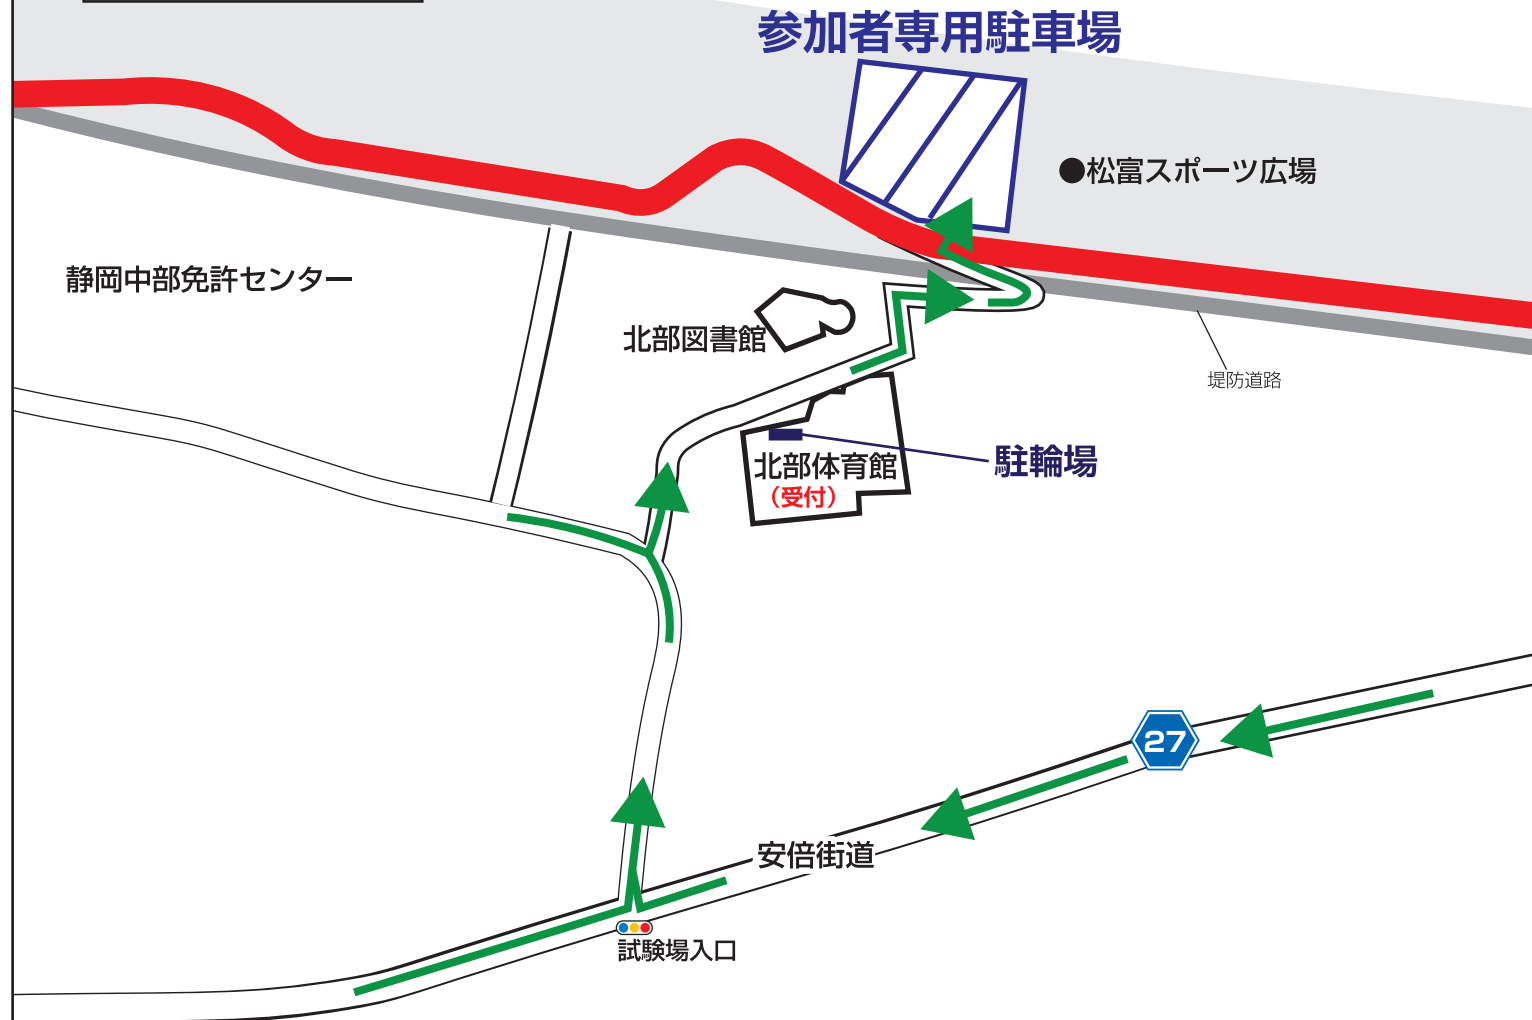 参加者専用駐車場
●松富スポーツ広場
静岡中部免許センター
北部図書館
堤防道路
北部体育館
(受付)
駐輪場
27
安倍街道
試験場入口